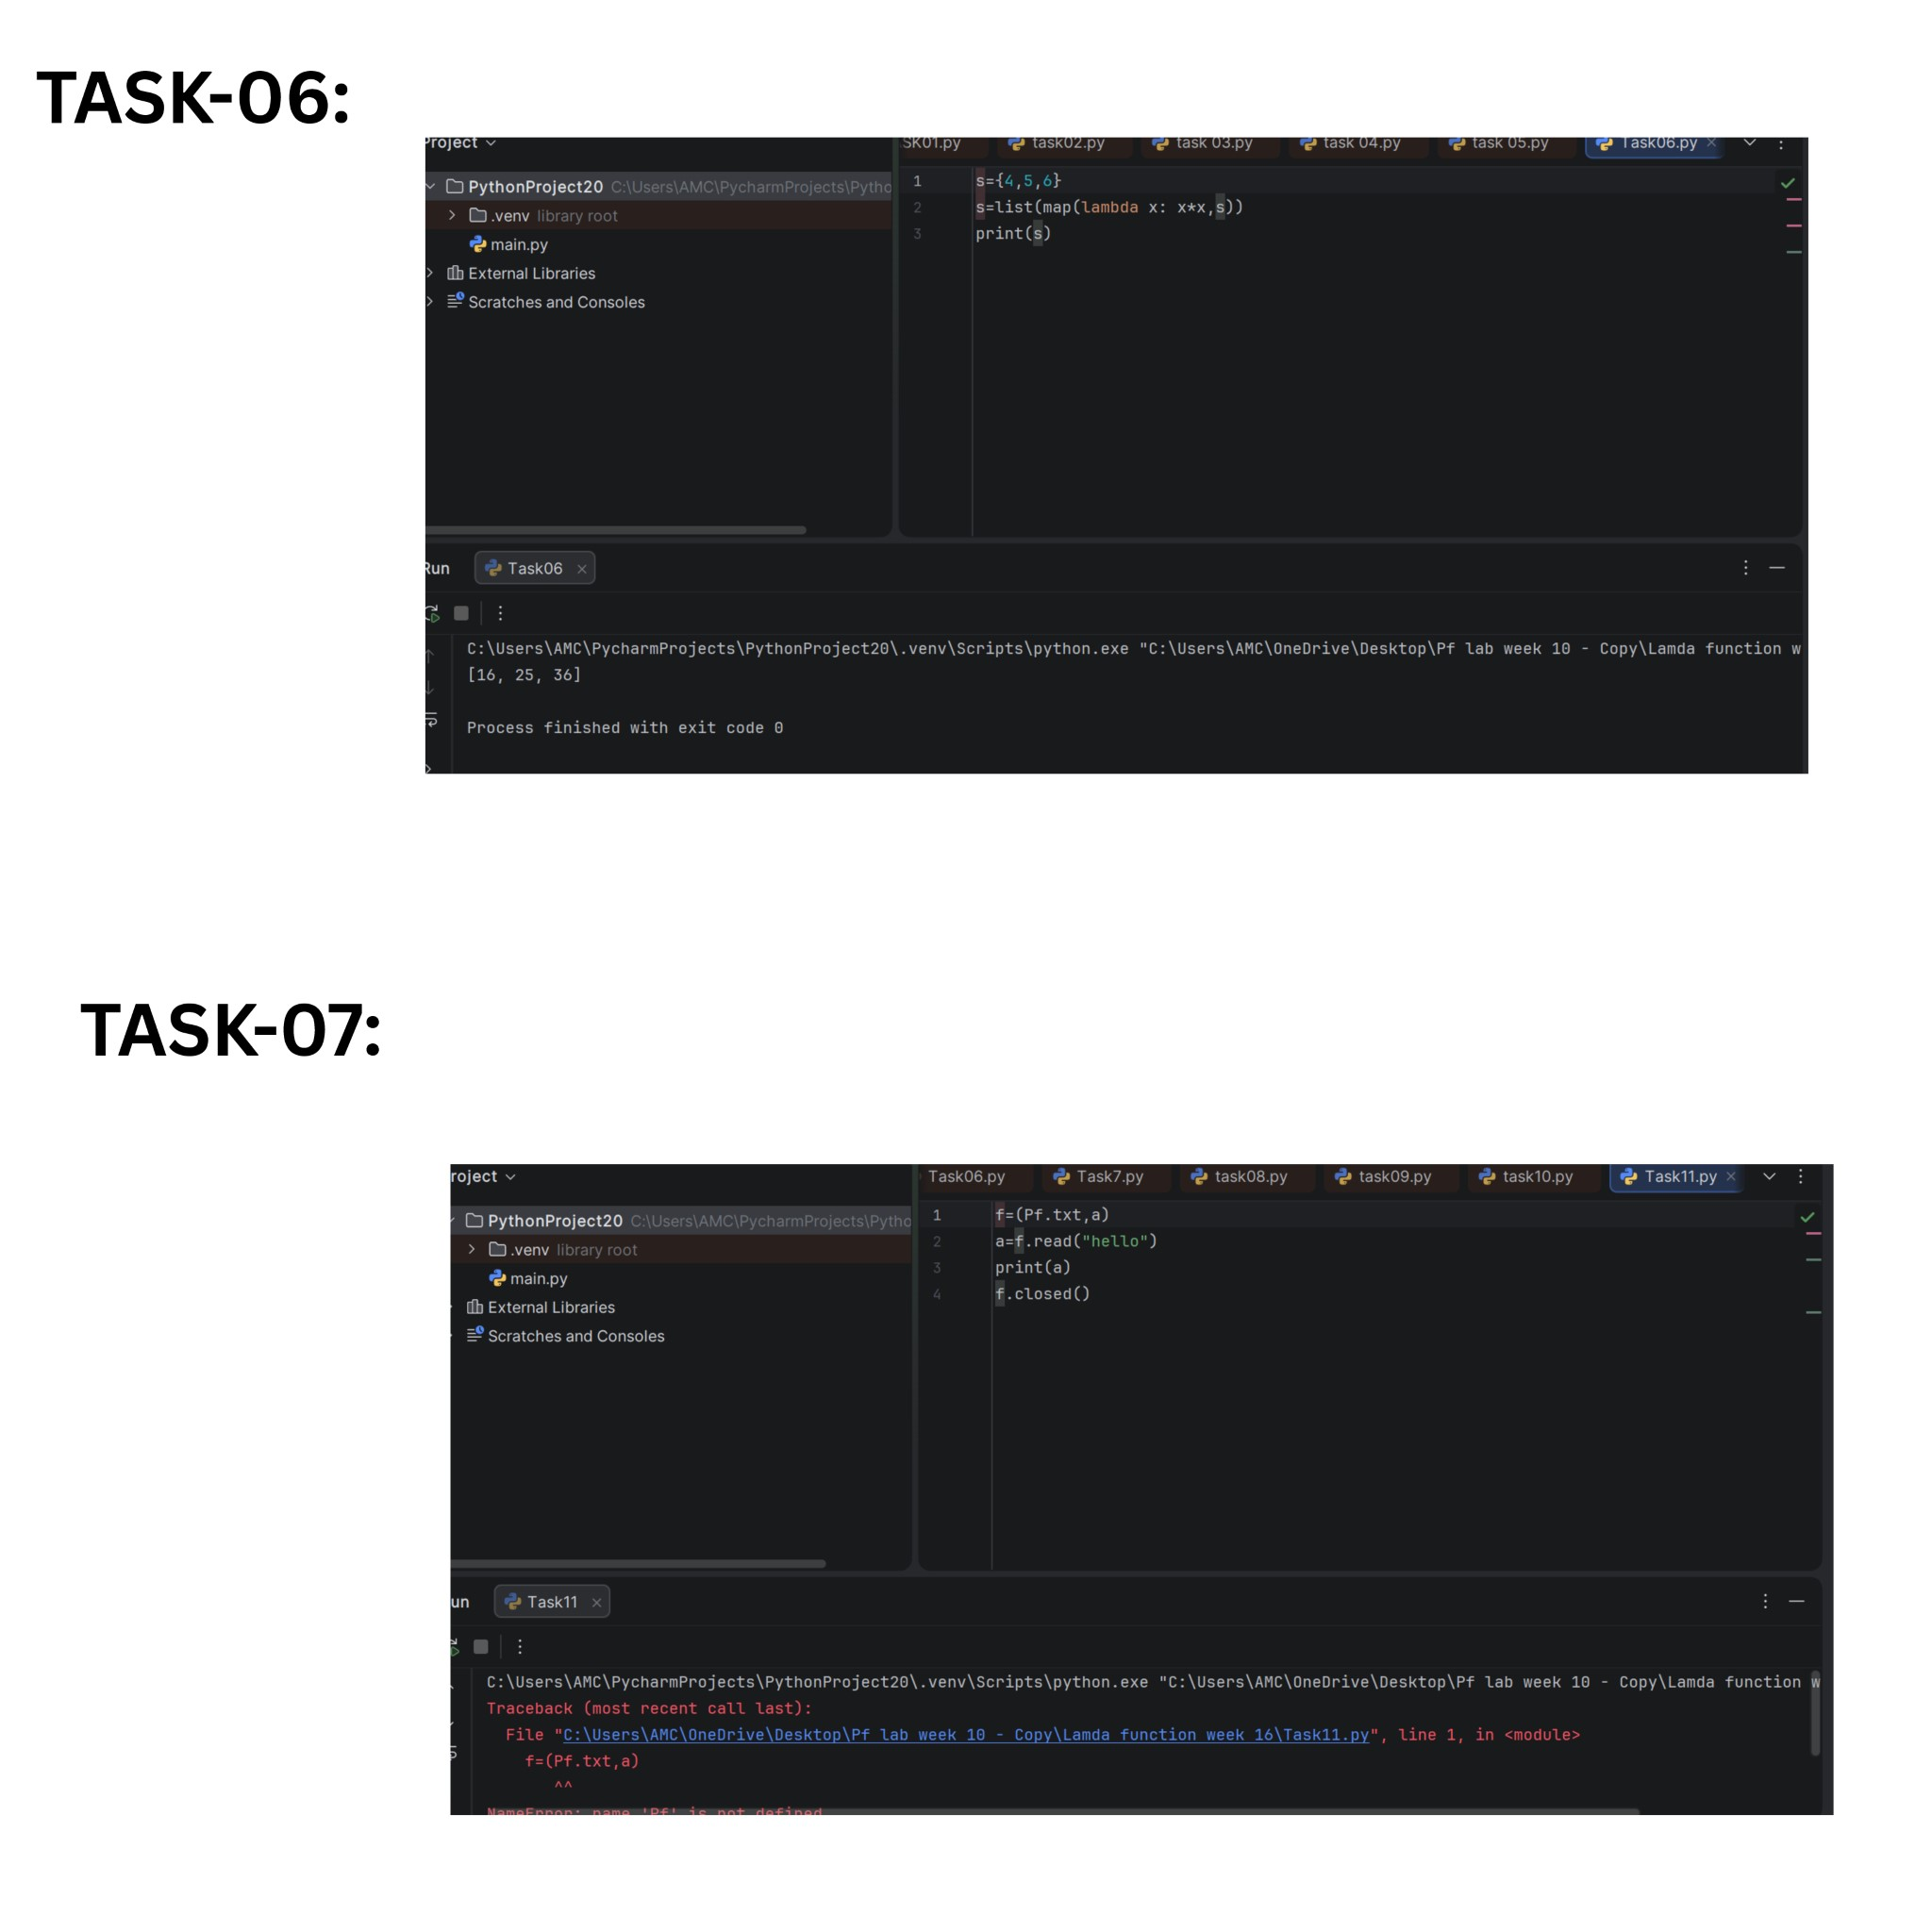 TASK-06:
Project
SK01.py task02.py task 03.py task 04.py task 05.py Task06.py
PythonProject20 C:\Users\AMC\PycharmProjects\Pytho
.venv library root
main.py
External Libraries
Scratches and Consoles
1 s={4,5,6}
2 s=list(map(lambda x: x*x,s))
3 print(s)
Run Task06
C:\Users\AMC\PycharmProjects\PythonProject20\.venv\Scripts\python.exe "C:\Users\AMC\OneDrive\Desktop\Pf lab week 10 - Copy\Lamda function w
[16, 25, 36]
Process finished with exit code 0
TASK-07:
roject
Task06.py Task7.py task08.py task09.py task10.py Task11.py
PythonProject20 C:\Users\AMC\PycharmProjects\Pytho
.venv library root
main.py
External Libraries
Scratches and Consoles
1 f=(Pf.txt,a)
2 a=f.read("hello")
3 print(a)
4 f.closed()
un Task11
C:\Users\AMC\PycharmProjects\PythonProject20\.venv\Scripts\python.exe "C:\Users\AMC\OneDrive\Desktop\Pf lab week 10 - Copy\Lamda function w
Traceback (most recent call last):
File "C:\Users\AMC\OneDrive\Desktop\Pf lab week 10 - Copy\Lamda function week 16\Task11.py", line 1, in <module>
f=(Pf.txt,a)
^^
NameError: name 'Pf' is not defined